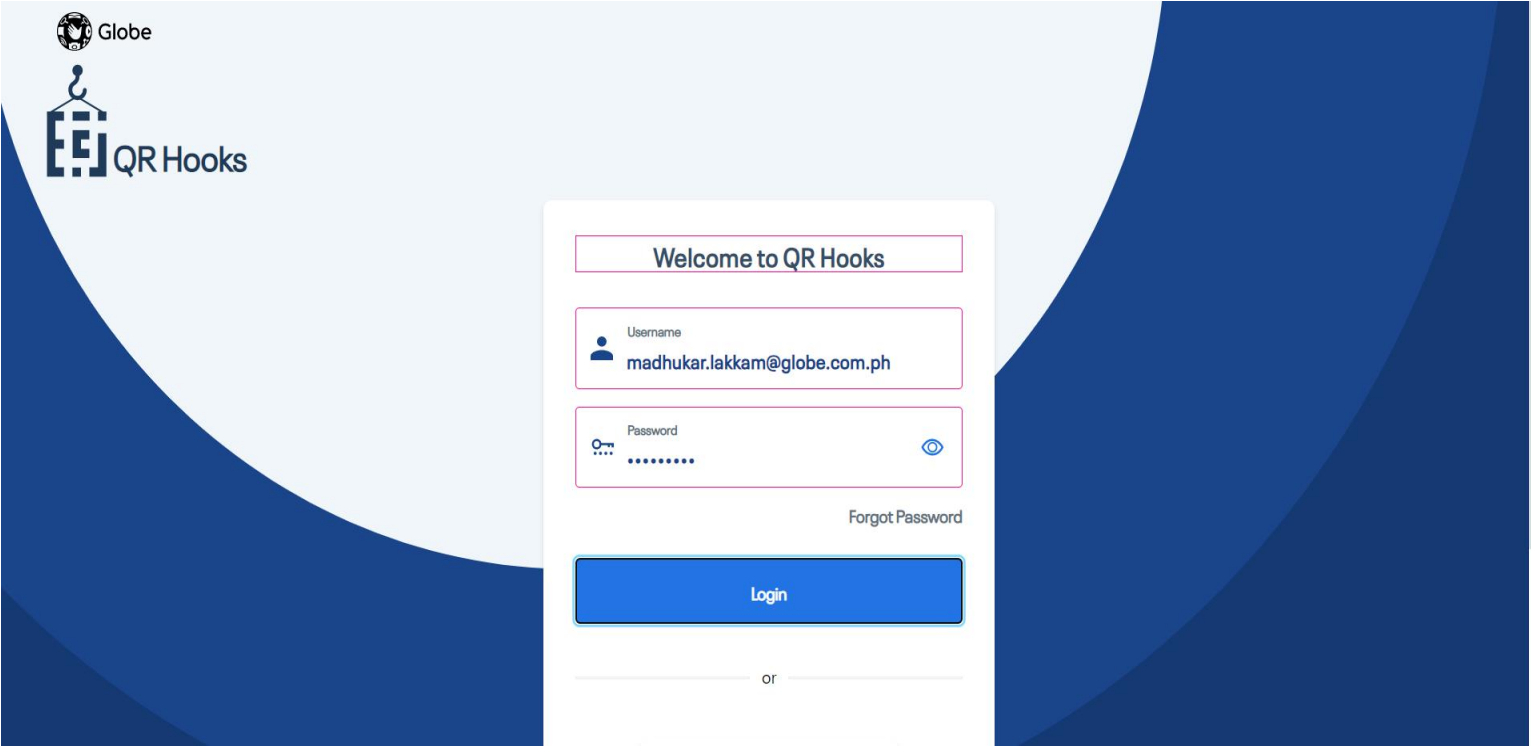 Globe
QR Hooks
Welcome to QR Hooks
Username
madhukar.lakkam@globe.com.ph
Password
•••••••••
Forgot Password
Login
or